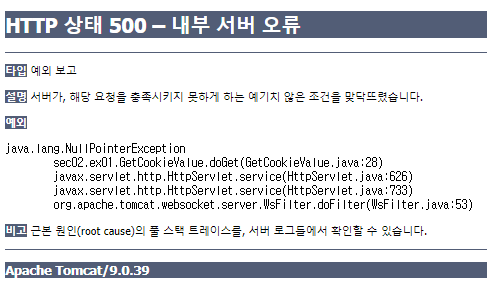 HTTP 상태 500 – 내부 서버 오류
타입 예외 보고
설명 서버가, 해당 요청을 충족시키지 못하게 하는 예기치 않은 조건을 맞닥뜨렸습니다.
예외
java.lang.NullPointerException
sec02.ex01.GetCookieValue.doGet(GetCookieValue.java:28)
javax.servlet.http.HttpServlet.service(HttpServlet.java:626)
javax.servlet.http.HttpServlet.service(HttpServlet.java:733)
org.apache.tomcat.websocket.server.WsFilter.doFilter(WsFilter.java:53)
비고 근본 원인(root cause)의 풀 스택 트레이스를, 서버 로그들에서 확인할 수 있습니다.
Apache Tomcat/9.0.39